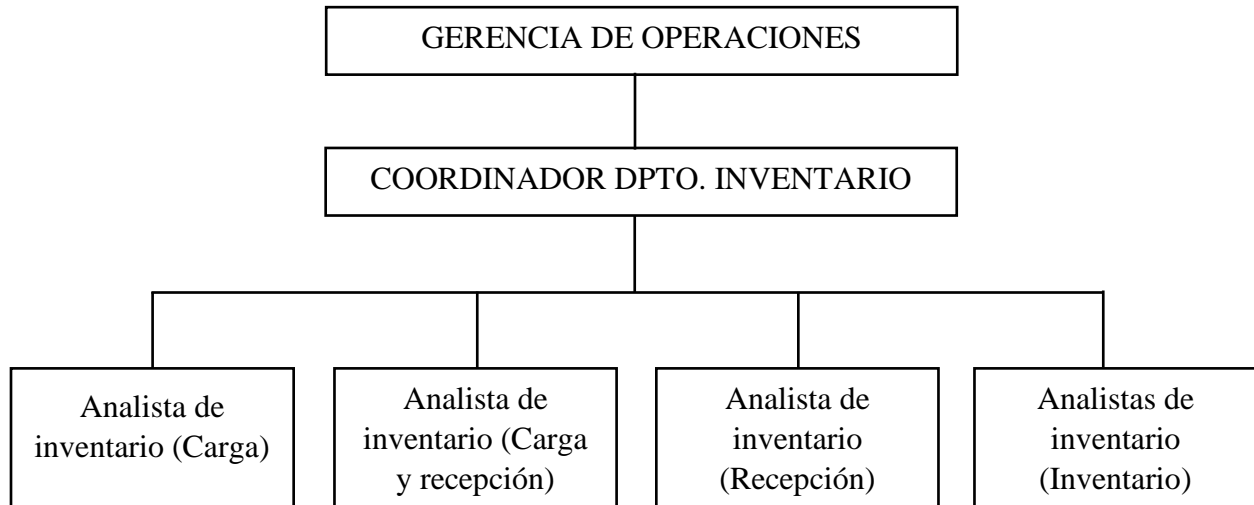 GERENCIA DE OPERACIONES
COORDINADOR DPTO. INVENTARIO
Analista de
inventario (Carga)
Analista de
inventario (Carga
y recepción)
Analista de
inventario
(Recepción)
Analistas de
inventario
(Inventario)